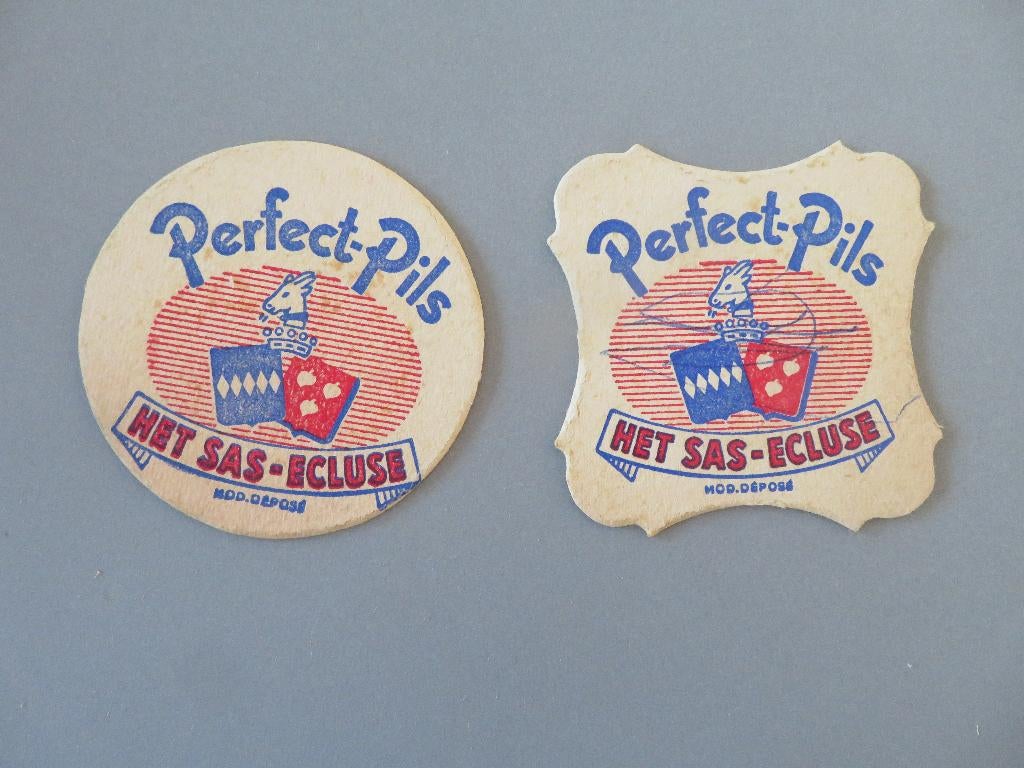 Perfect-Pils
HET SAS-ECLUSE
MOD.DÉPOSÉ
Perfect-Pils
HET SAS-ECLUSE
MOD.DÉPOSÉ